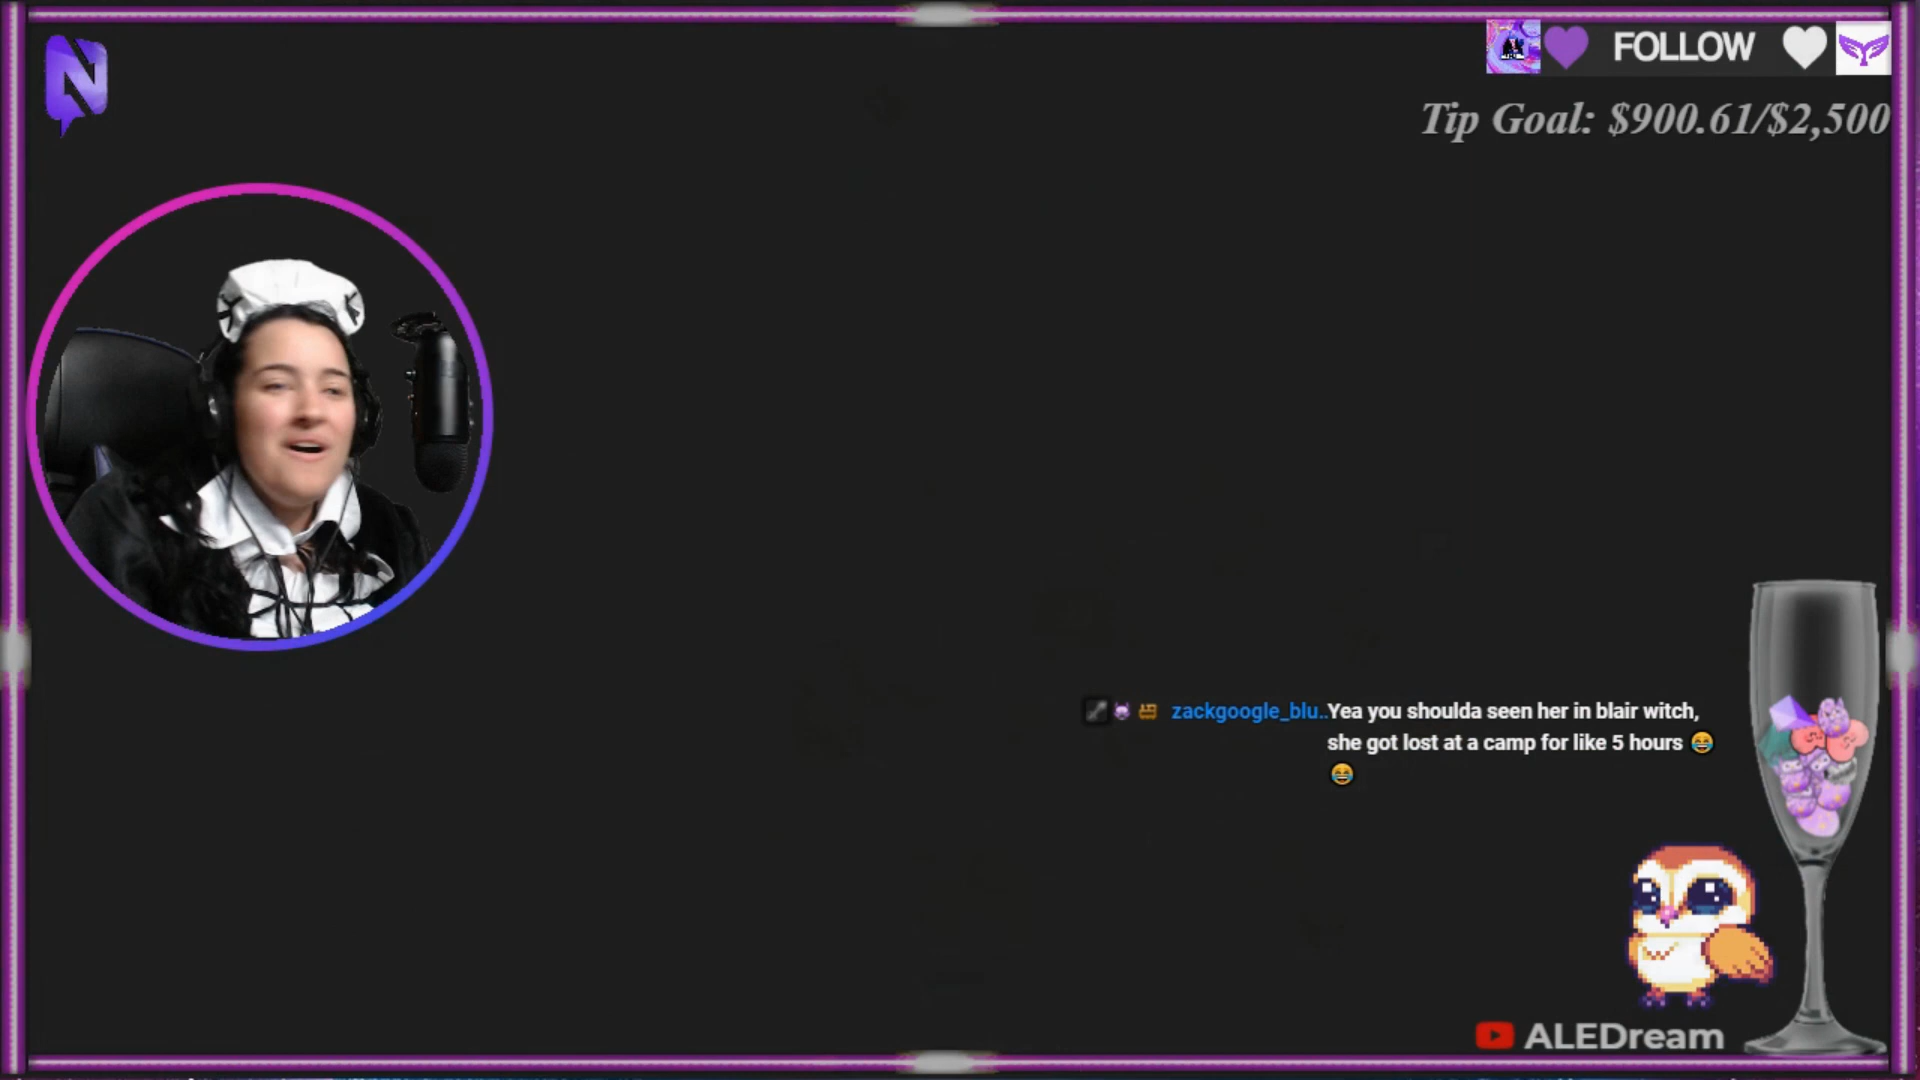 FOLLOW
Tip Goal: $900.61/$2,500
zackgoogle_blu..Yea you shoulda seen her in blair witch,
she got lost at a camp for like 5 hours 😂
😂
ALEDream